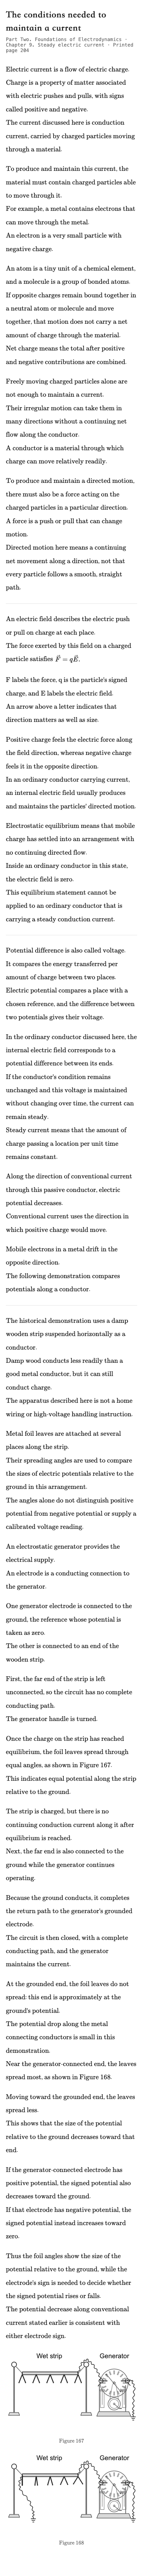 The conditions needed to
maintain a current
Part Two. Foundations of Electrodynamics ·
Chapter 9. Steady electric current · Printed
page 204
Electric current is a flow of electric charge.
Charge is a property of matter associated
with electric pushes and pulls, with signs
called positive and negative.
The current discussed here is conduction
current, carried by charged particles moving
through a material.
To produce and maintain this current, the
material must contain charged particles able
to move through it.
For example, a metal contains electrons that
can move through the metal.
An electron is a very small particle with
negative charge.
An atom is a tiny unit of a chemical element,
and a molecule is a group of bonded atoms.
If opposite charges remain bound together in
a neutral atom or molecule and move
together, that motion does not carry a net
amount of charge through the material.
Net charge means the total after positive
and negative contributions are combined.
Freely moving charged particles alone are
not enough to maintain a current.
Their irregular motion can take them in
many directions without a continuing net
flow along the conductor.
A conductor is a material through which
charge can move relatively readily.
To produce and maintain a directed motion,
there must also be a force acting on the
charged particles in a particular direction.
A force is a push or pull that can change
motion.
Directed motion here means a continuing
net movement along a direction, not that
every particle follows a smooth, straight
path.
An electric field describes the electric push
or pull on charge at each place.
The force exerted by this field on a charged
particle satisfies F⃗ = qE⃗.
F labels the force, q is the particle's signed
charge, and E labels the electric field.
An arrow above a letter indicates that
direction matters as well as size.
Positive charge feels the electric force along
the field direction, whereas negative charge
feels it in the opposite direction.
In an ordinary conductor carrying current,
an internal electric field usually produces
and maintains the particles' directed motion.
Electrostatic equilibrium means that mobile
charge has settled into an arrangement with
no continuing directed flow.
Inside an ordinary conductor in this state,
the electric field is zero.
This equilibrium statement cannot be
applied to an ordinary conductor that is
carrying a steady conduction current.
Potential difference is also called voltage.
It compares the energy transferred per
amount of charge between two places.
Electric potential compares a place with a
chosen reference, and the difference between
two potentials gives their voltage.
In the ordinary conductor discussed here, the
internal electric field corresponds to a
potential difference between its ends.
If the conductor's condition remains
unchanged and this voltage is maintained
without changing over time, the current can
remain steady.
Steady current means that the amount of
charge passing a location per unit time
remains constant.
Along the direction of conventional current
through this passive conductor, electric
potential decreases.
Conventional current uses the direction in
which positive charge would move.
Mobile electrons in a metal drift in the
opposite direction.
The following demonstration compares
potentials along a conductor.
The historical demonstration uses a damp
wooden strip suspended horizontally as a
conductor.
Damp wood conducts less readily than a
good metal conductor, but it can still
conduct charge.
The apparatus described here is not a home
wiring or high-voltage handling instruction.
Metal foil leaves are attached at several
places along the strip.
Their spreading angles are used to compare
the sizes of electric potentials relative to the
ground in this arrangement.
The angles alone do not distinguish positive
potential from negative potential or supply a
calibrated voltage reading.
An electrostatic generator provides the
electrical supply.
An electrode is a conducting connection to
the generator.
One generator electrode is connected to the
ground, the reference whose potential is
taken as zero.
The other is connected to an end of the
wooden strip.
First, the far end of the strip is left
unconnected, so the circuit has no complete
conducting path.
The generator handle is turned.
Once the charge on the strip has reached
equilibrium, the foil leaves spread through
equal angles, as shown in Figure 167.
This indicates equal potential along the strip
relative to the ground.
The strip is charged, but there is no
continuing conduction current along it after
equilibrium is reached.
Next, the far end is also connected to the
ground while the generator continues
operating.
Because the ground conducts, it completes
the return path to the generator's grounded
electrode.
The circuit is then closed, with a complete
conducting path, and the generator
maintains the current.
At the grounded end, the foil leaves do not
spread: this end is approximately at the
ground's potential.
The potential drop along the metal
connecting conductors is small in this
demonstration.
Near the generator-connected end, the leaves
spread most, as shown in Figure 168.
Moving toward the grounded end, the leaves
spread less.
This shows that the size of the potential
relative to the ground decreases toward that
end.
If the generator-connected electrode has
positive potential, the signed potential also
decreases toward the ground.
If that electrode has negative potential, the
signed potential instead increases toward
zero.
Thus the foil angles show the size of the
potential relative to the ground, while the
electrode's sign is needed to decide whether
the signed potential rises or falls.
The potential decrease along conventional
current stated earlier is consistent with
either electrode sign.
Wet strip Generator
Figure 167
Wet strip Generator
Figure 168